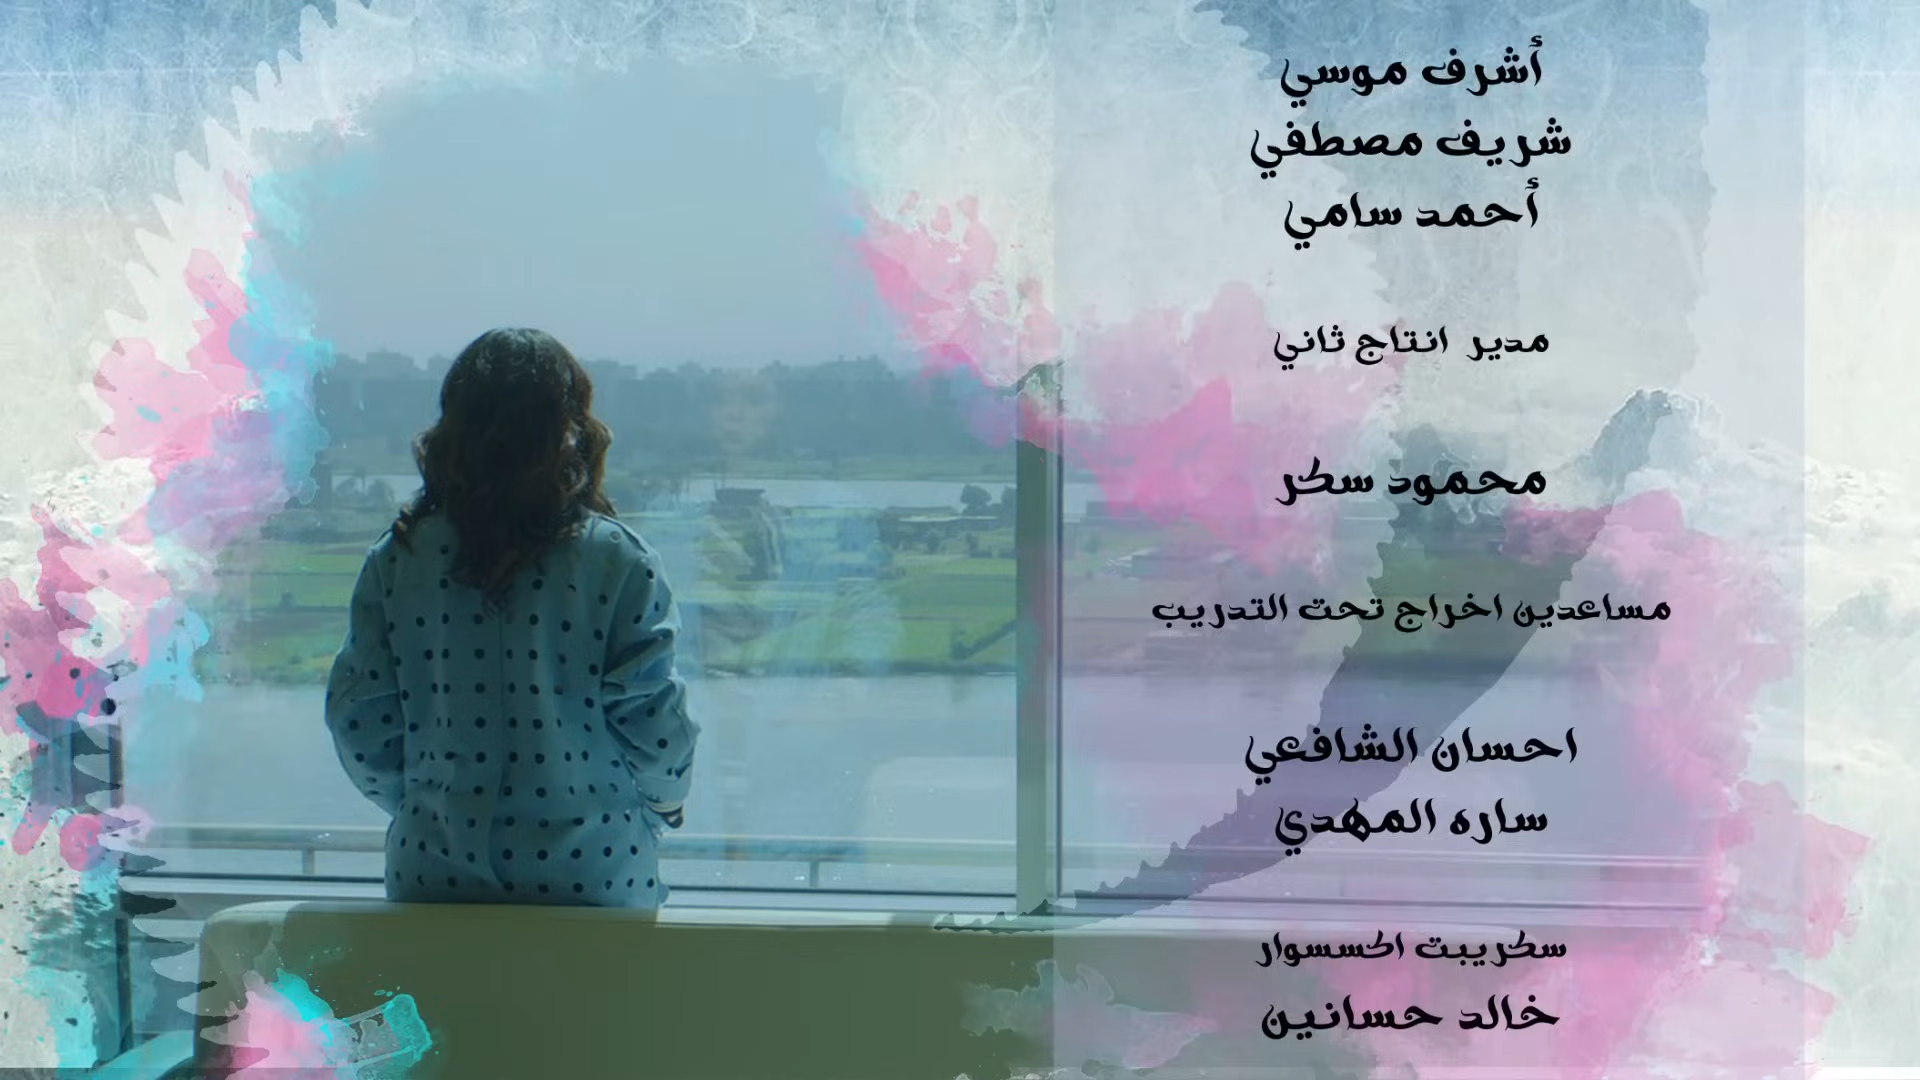 أشرف موسي
شريف مصطفي
أحمد سامي
مدير انتاج ثاني
محمود سكر
مساعدين اخراج تحت التدريب
احسان الشافعي
ساره المهدي
سكريبت اكسسوار
خالد حسانين